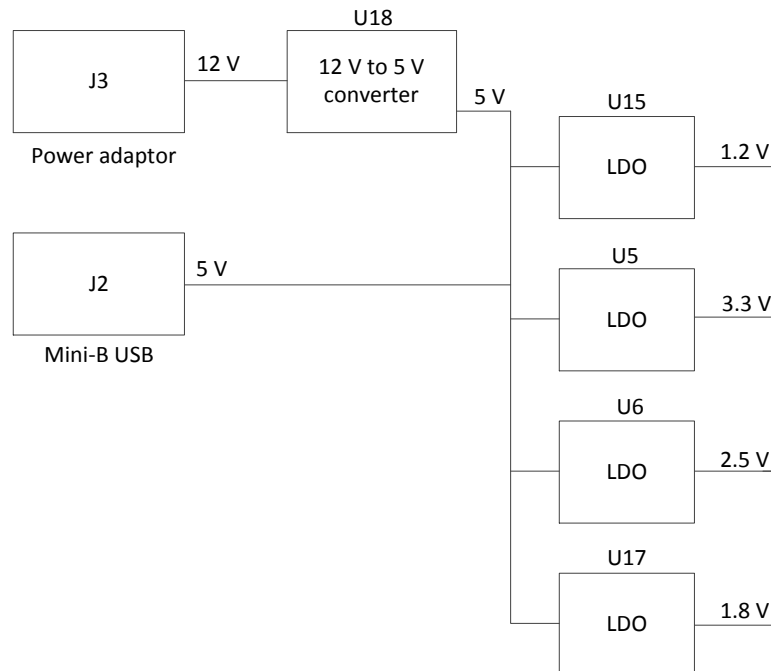 U18
J3
12 V
12 V to 5 V
converter
5 V
Power adaptor
U15
LDO
1.2 V
J2
5 V
Mini-B USB
U5
LDO
3.3 V
U6
LDO
2.5 V
U17
LDO
1.8 V